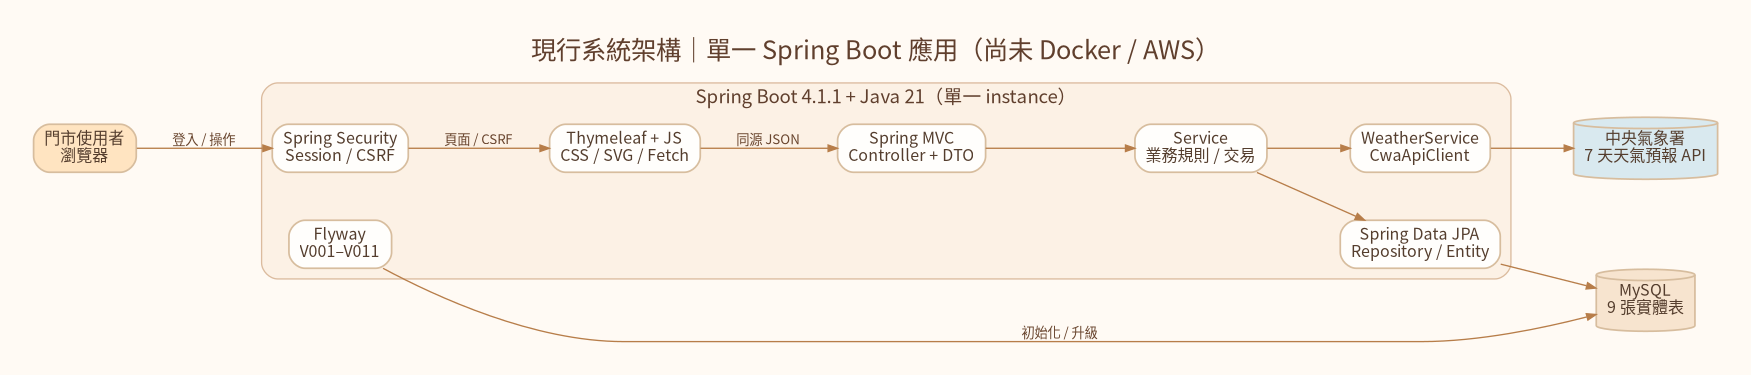 現行系統架構｜單一 Spring Boot 應用（尚未 Docker / AWS）
Spring Boot 4.1.1 + Java 21（單一 instance）
門市使用者
瀏覽器
登入 / 操作
Spring Security
Session / CSRF
頁面 / CSRF
Thymeleaf + JS
CSS / SVG / Fetch
同源 JSON
Spring MVC
Controller + DTO
Service
業務規則 / 交易
WeatherService
CwaApiClient
中央氣象署
7 天天氣預報 API
Flyway
V001–V011
Spring Data JPA
Repository / Entity
MySQL
9 張實體表
初始化 / 升級